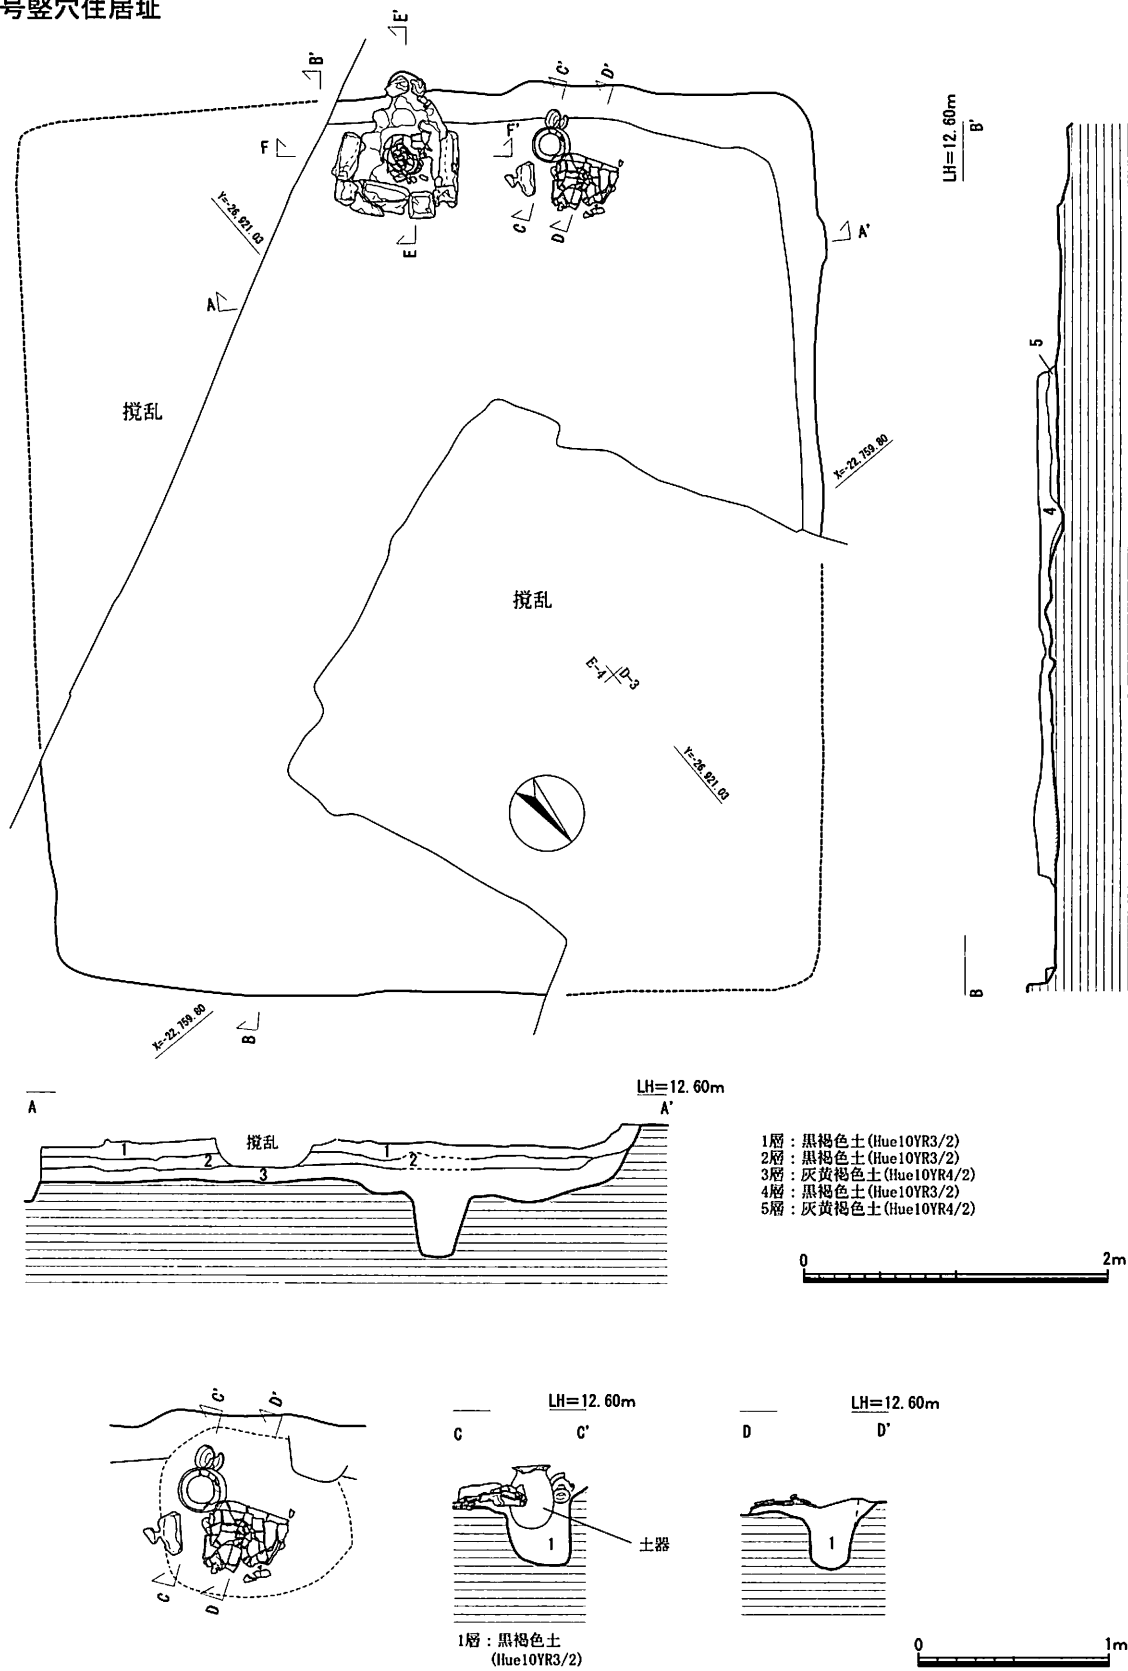 号竪穴住居址
E'
B'
C'
D'
LH=12.60m
B'
F
F'
Y=-26,921.03
C
D
E
A'
A
5
撹乱
X=-22,759.80
4
撹乱
E-4
D-3
Y=-26,921.03
X=-22,759.80
B
B
LH=12.60m
A
A'
撹乱
1
1
2
2
3
1層：黒褐色土(Hue10YR3/2)
2層：黒褐色土(Hue10YR3/2)
3層：灰黄褐色土(Hue10YR4/2)
4層：黒褐色土(Hue10YR3/2)
5層：灰黄褐色土(Hue10YR4/2)
0
2m
C'
D'
LH=12.60m
LH=12.60m
C
C'
D
D'
1
土器
1
C
D
1層：黒褐色土
(Hue10YR3/2)
0
1m